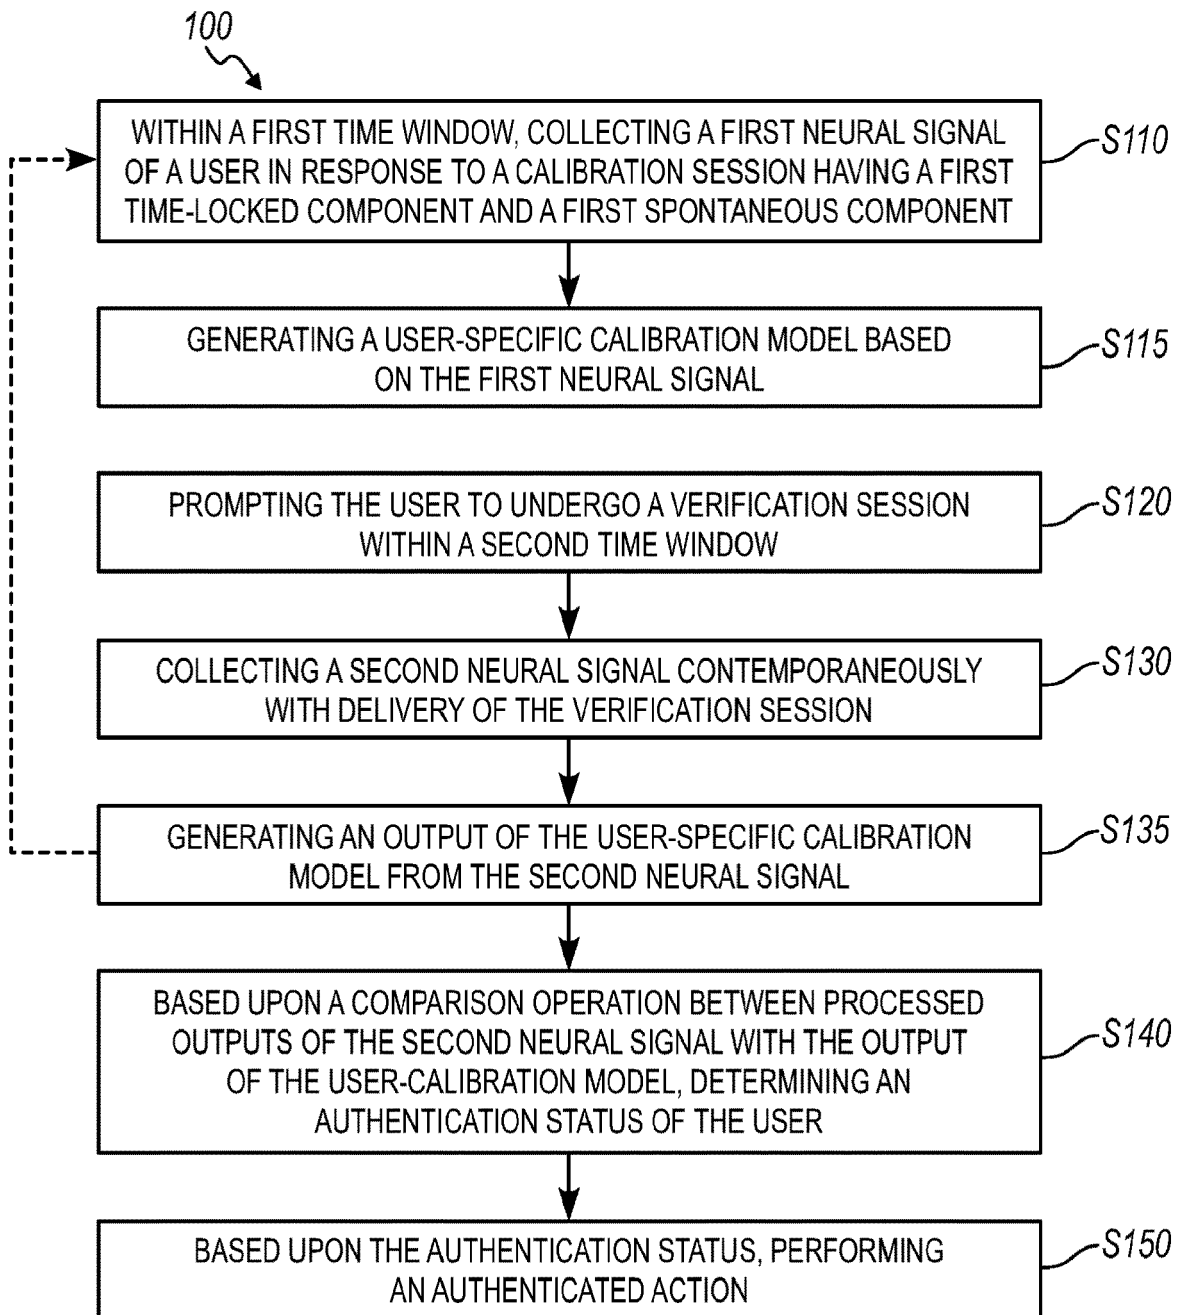 100
WITHIN A FIRST TIME WINDOW, COLLECTING A FIRST NEURAL SIGNAL
OF A USER IN RESPONSE TO A CALIBRATION SESSION HAVING A FIRST
TIME-LOCKED COMPONENT AND A FIRST SPONTANEOUS COMPONENT
S110
GENERATING A USER-SPECIFIC CALIBRATION MODEL BASED
ON THE FIRST NEURAL SIGNAL
S115
PROMPTING THE USER TO UNDERGO A VERIFICATION SESSION
WITHIN A SECOND TIME WINDOW
S120
COLLECTING A SECOND NEURAL SIGNAL CONTEMPORANEOUSLY
WITH DELIVERY OF THE VERIFICATION SESSION
S130
GENERATING AN OUTPUT OF THE USER-SPECIFIC CALIBRATION
MODEL FROM THE SECOND NEURAL SIGNAL
S135
BASED UPON A COMPARISON OPERATION BETWEEN PROCESSED
OUTPUTS OF THE SECOND NEURAL SIGNAL WITH THE OUTPUT
OF THE USER-CALIBRATION MODEL, DETERMINING AN
AUTHENTICATION STATUS OF THE USER
S140
BASED UPON THE AUTHENTICATION STATUS, PERFORMING
AN AUTHENTICATED ACTION
S150